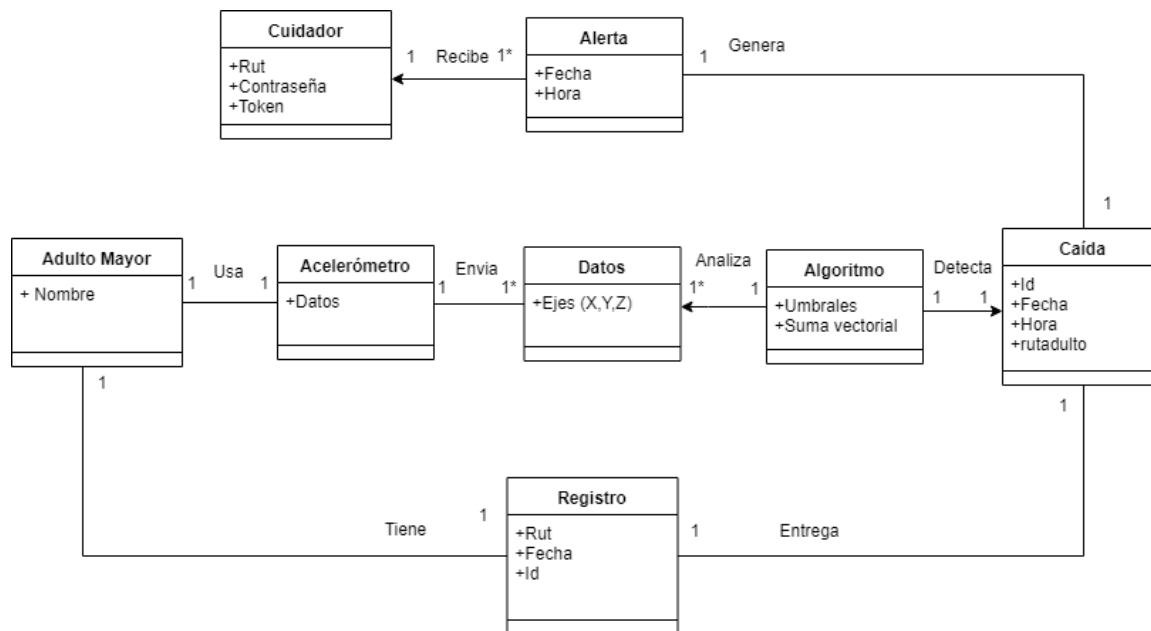 Cuidador
+Rut
+Contraseña
+Token
1
Recibe
1*
Alerta
+Fecha
+Hora
1
Genera
1
Adulto Mayor
+ Nombre
1
Usa
1
Acelerómetro
+Datos
1
Envia
1*
Datos
+Ejes (X,Y,Z)
Analiza
1*
1
Algoritmo
+Umbrales
+Suma vectorial
Detecta
1
1
Caída
+Id
+Fecha
+Hora
+rutadulto
1
1
Tiene
1
Registro
+Rut
+Fecha
+Id
1
Entrega